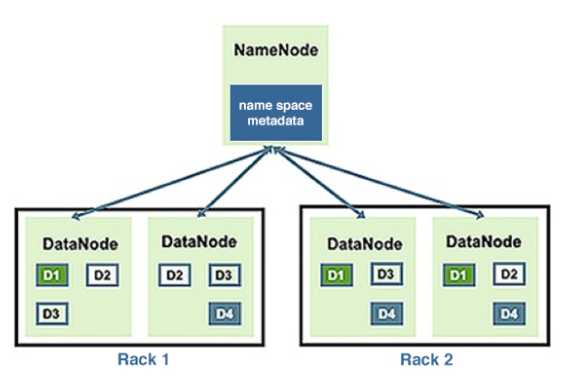 NameNode
name space
metadata
DataNode
D1 D2
D3
DataNode
D2 D3
D4
DataNode
D1 D3
D4
DataNode
D1 D2
D4
Rack 1
Rack 2